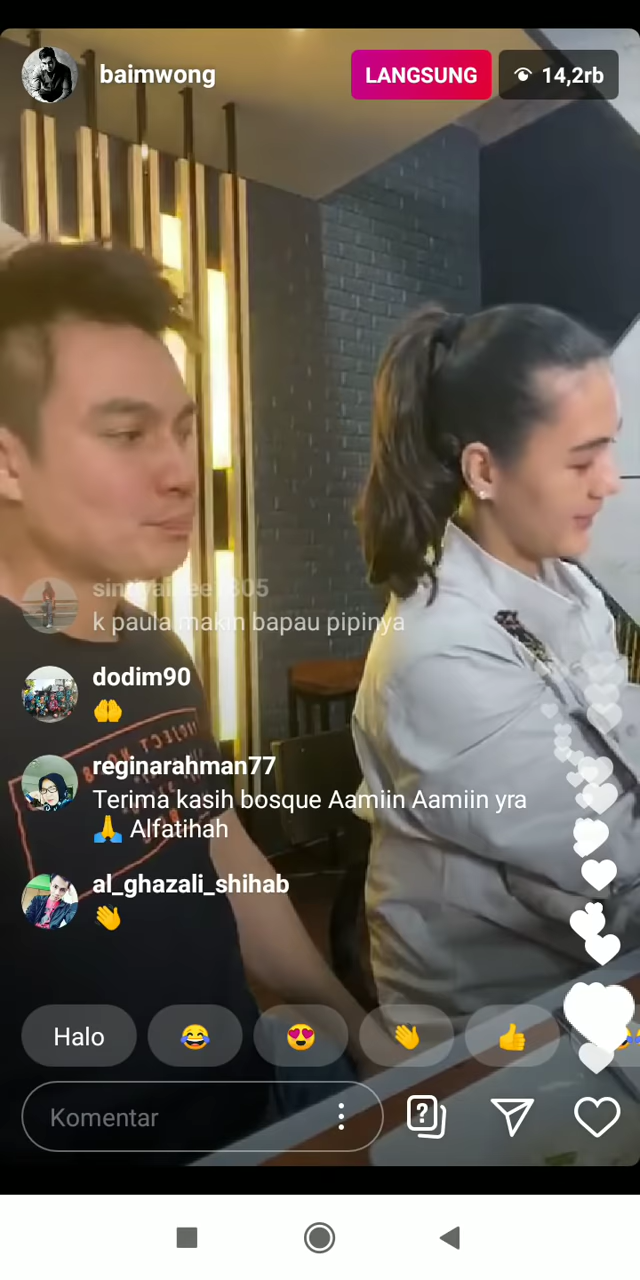 baimwong
LANGSUNG
14,2rb
k paula makin bapau pipinya
dodim90
🤲
reginarahman77
Terima kasih bosque Aamiin Aamiin yra
🙏 Alfatihah
al_ghazali_shihab
👋
Halo
😂
😍
👋
👍
Komentar